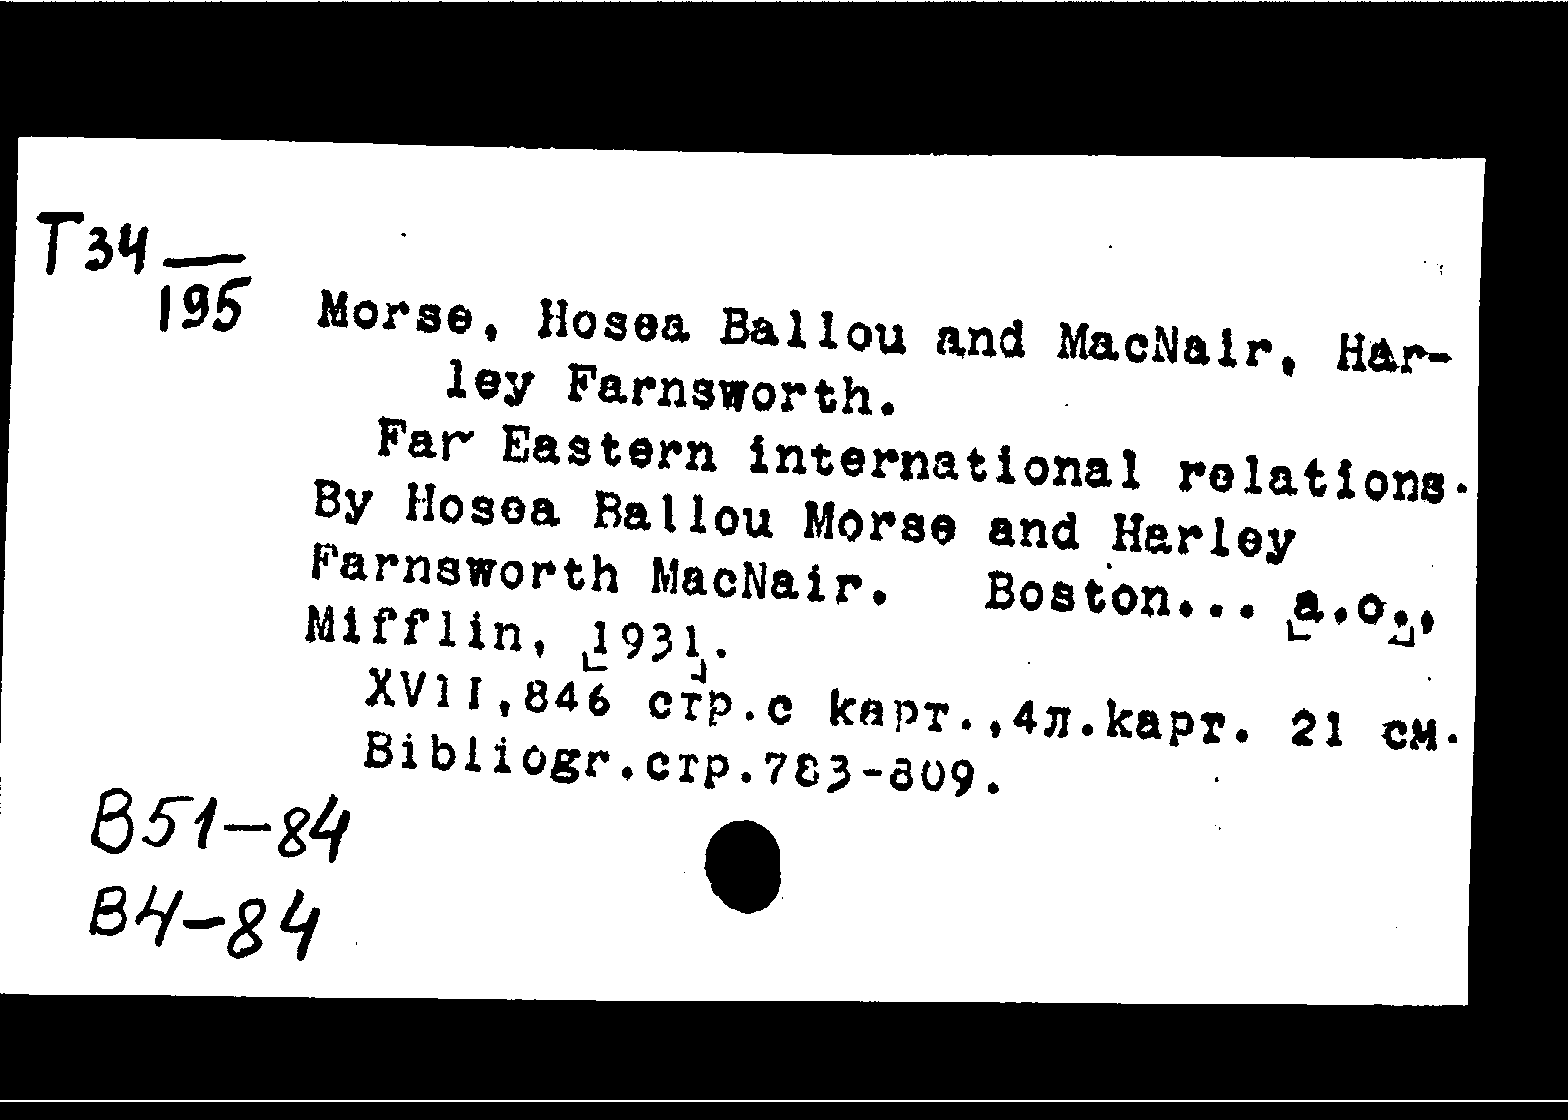 T34
195
Morse, Hosea Ballou and MacNair, Har-
ley Farnsworth.
Far Eastern international relations.
By Hosea Ballou Morse and Harley
Farnsworth MacNair. Boston... [a.o.],
Mifflin, [1931].
XVII,846 стр.с карт.,4л.карт. 21 см.
Bibliogr.стр.783-809.
B51-84
B4-84